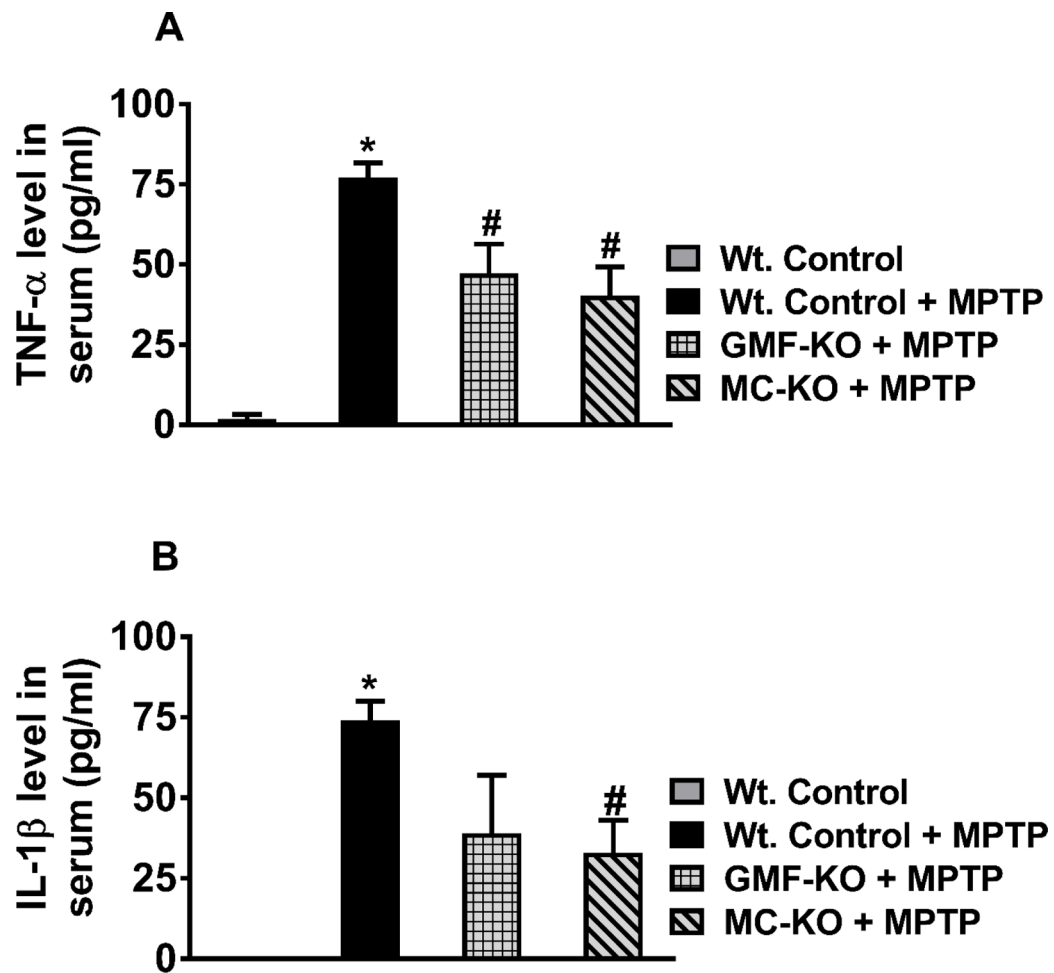 A
TNF-α level in
serum (pg/ml)
100
75
50
25
0
*
#
#
Wt. Control
Wt. Control + MPTP
GMF-KO + MPTP
MC-KO + MPTP
B
IL-1β level in
serum (pg/ml)
100
75
50
25
0
*
#
Wt. Control
Wt. Control + MPTP
GMF-KO + MPTP
MC-KO + MPTP